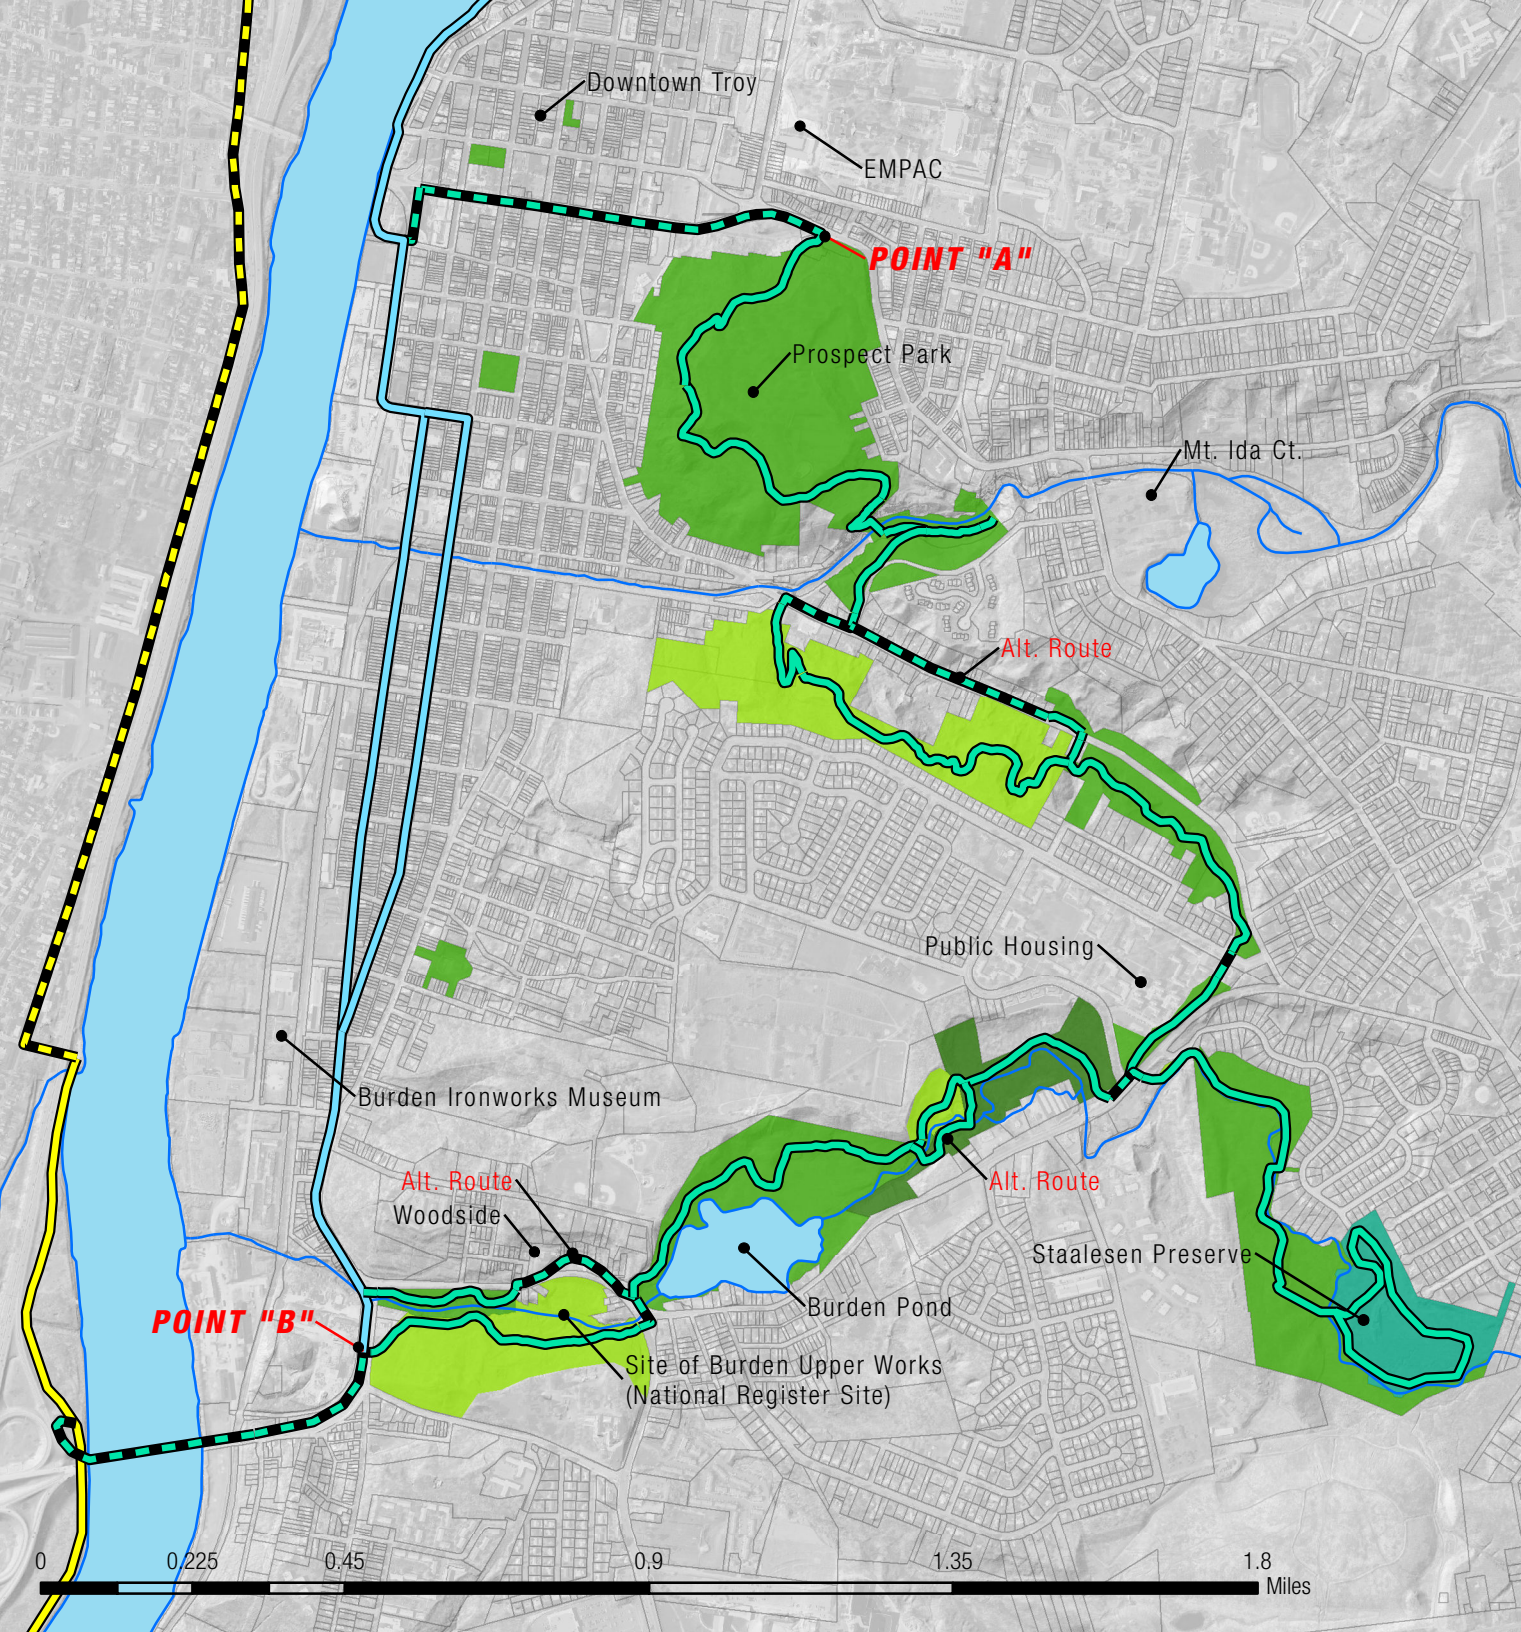 Downtown Troy
EMPAC
POINT "A"
Prospect Park
Mt. Ida Ct.
Alt. Route
Public Housing
Burden Ironworks Museum
Alt. Route
Alt. Route
Woodside
Staalesen Preserve
Burden Pond
POINT "B"
Site of Burden Upper Works
(National Register Site)
0 0.225 0.45 0.9 1.35 1.8
Miles